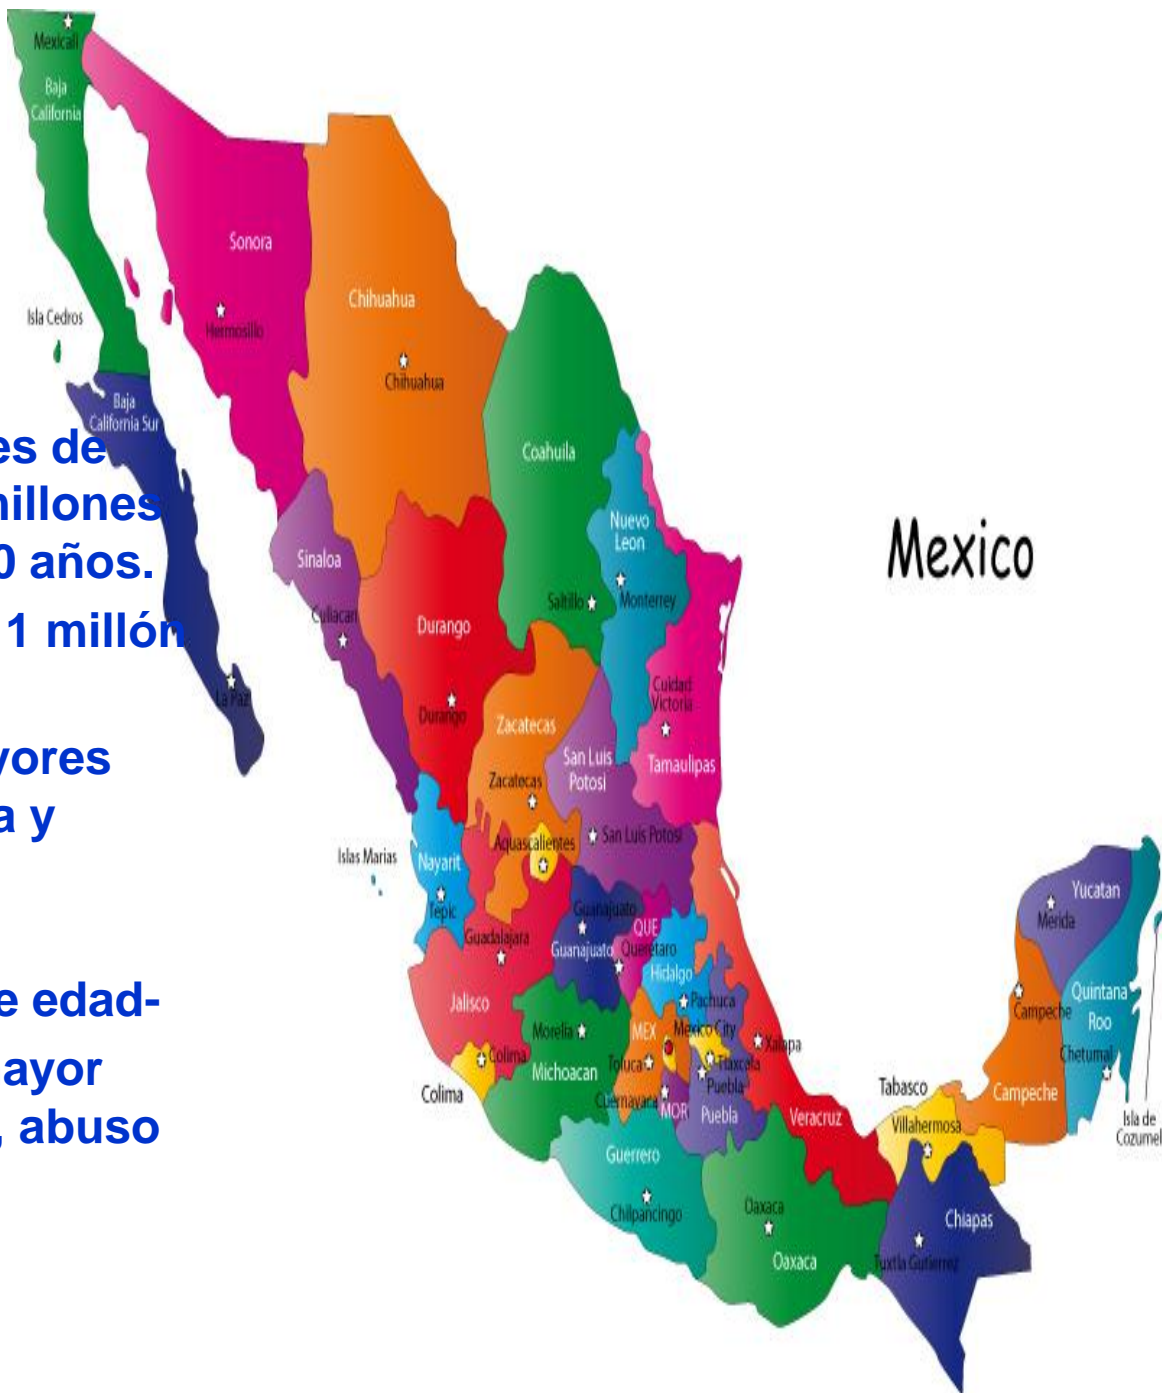 Mexicali
Baja
California
Sonora
Hermosillo
Chihuahua
Chihuahua
Isla Cedros
Baja
California Sur
Coahuila
es de
millones
0 años.
1 millón
yores
a y
e edad-
ayor
, abuso
Nuevo
Leon
Monterrey
Saltillo
Mexico
Sinaloa
Culiacan
Durango
Durango
La Paz
Cuidad
Victoria
Tamaulipas
Zacatecas
Zacatecas
San Luis
Potosi
San Luis Potosi
Aquascalientes
Islas Marias
Nayarit
Tepic
Guadalajara
Jalisco
Guanajuato
Guanajuato
QUE
Queretaro
Hidalgo
Pachuca
MEX
Mexico City
Toluca
Tlaxcala
Puebla
Puebla
Cuernavara
MOR
Morelia
Michoacan
Colima
Colima
Xalapa
Veracruz
Guerrero
Chilpancingo
Oaxaca
Oaxaca
Tabasco
Villahermosa
Chiapas
Tuxtla Gutierrez
Campeche
Campeche
Yucatan
Merida
Quintana
Roo
Chetumal
Isla de
Cozumel